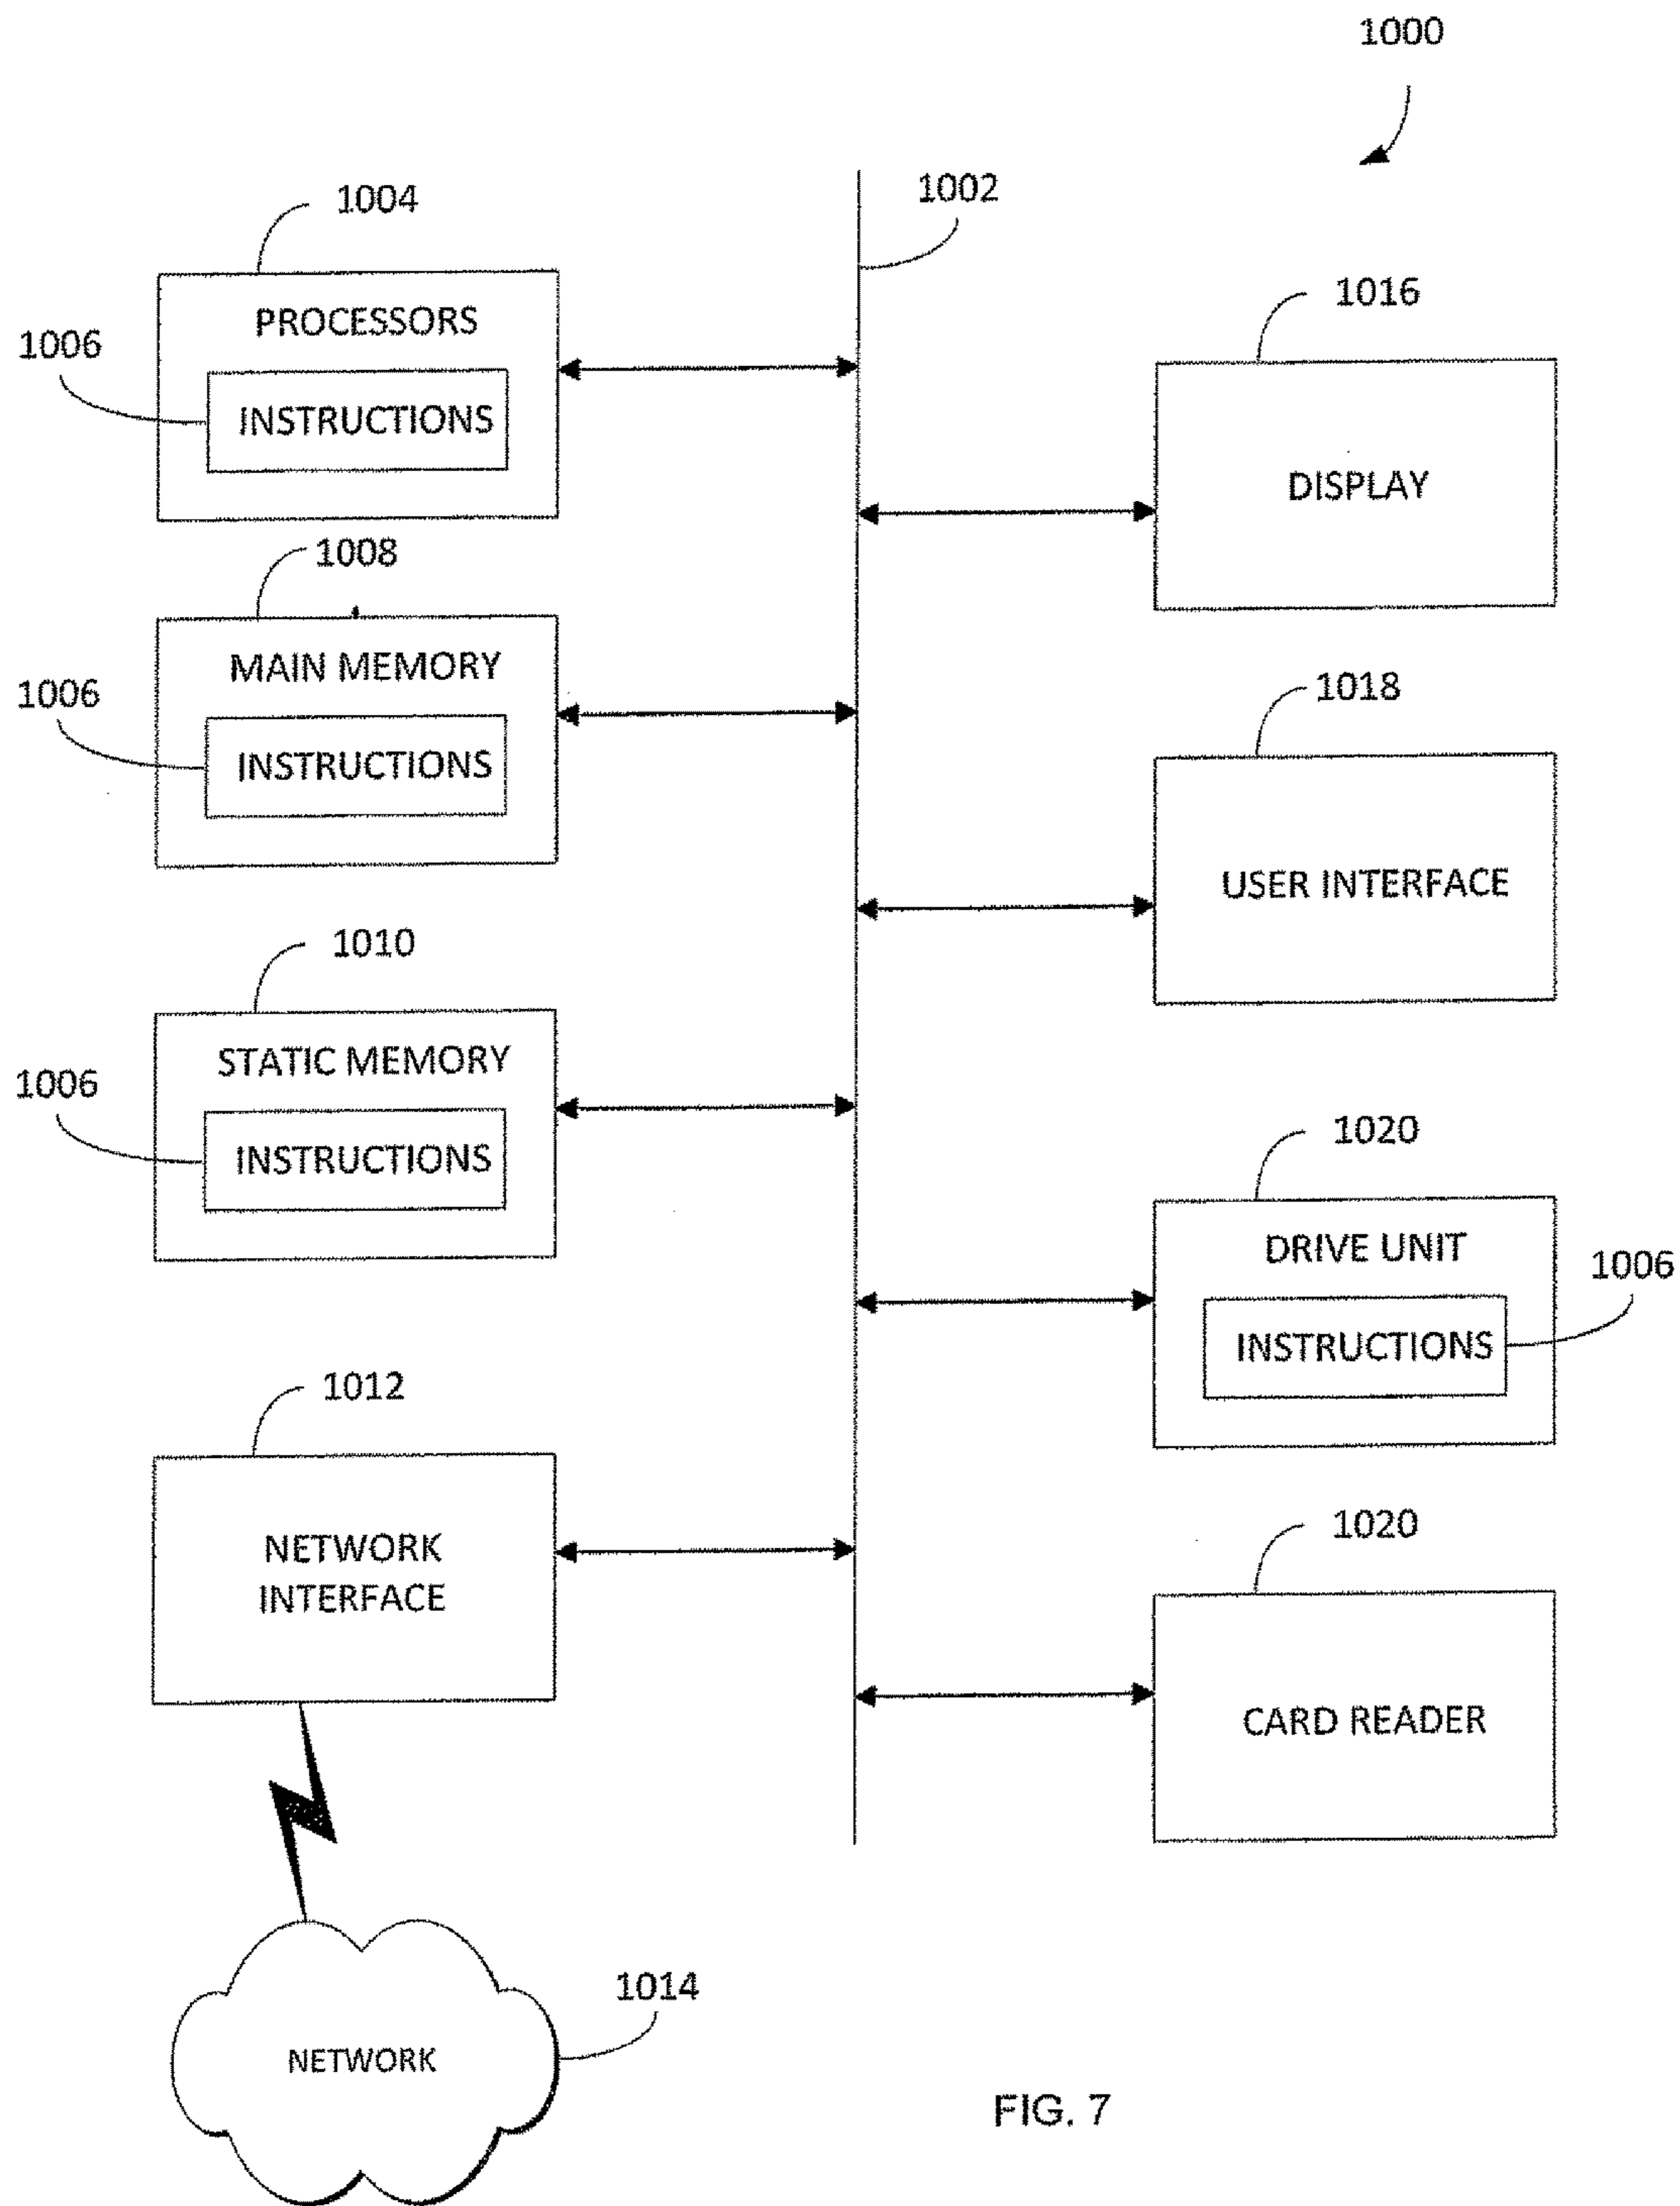 1000
1002
1004
PROCESSORS
1006
INSTRUCTIONS
1016
DISPLAY
1008
MAIN MEMORY
1006
INSTRUCTIONS
1018
USER INTERFACE
1010
STATIC MEMORY
1006
INSTRUCTIONS
1020
DRIVE UNIT
1006
INSTRUCTIONS
1012
NETWORK
INTERFACE
1020
CARD READER
1014
NETWORK
FIG. 7